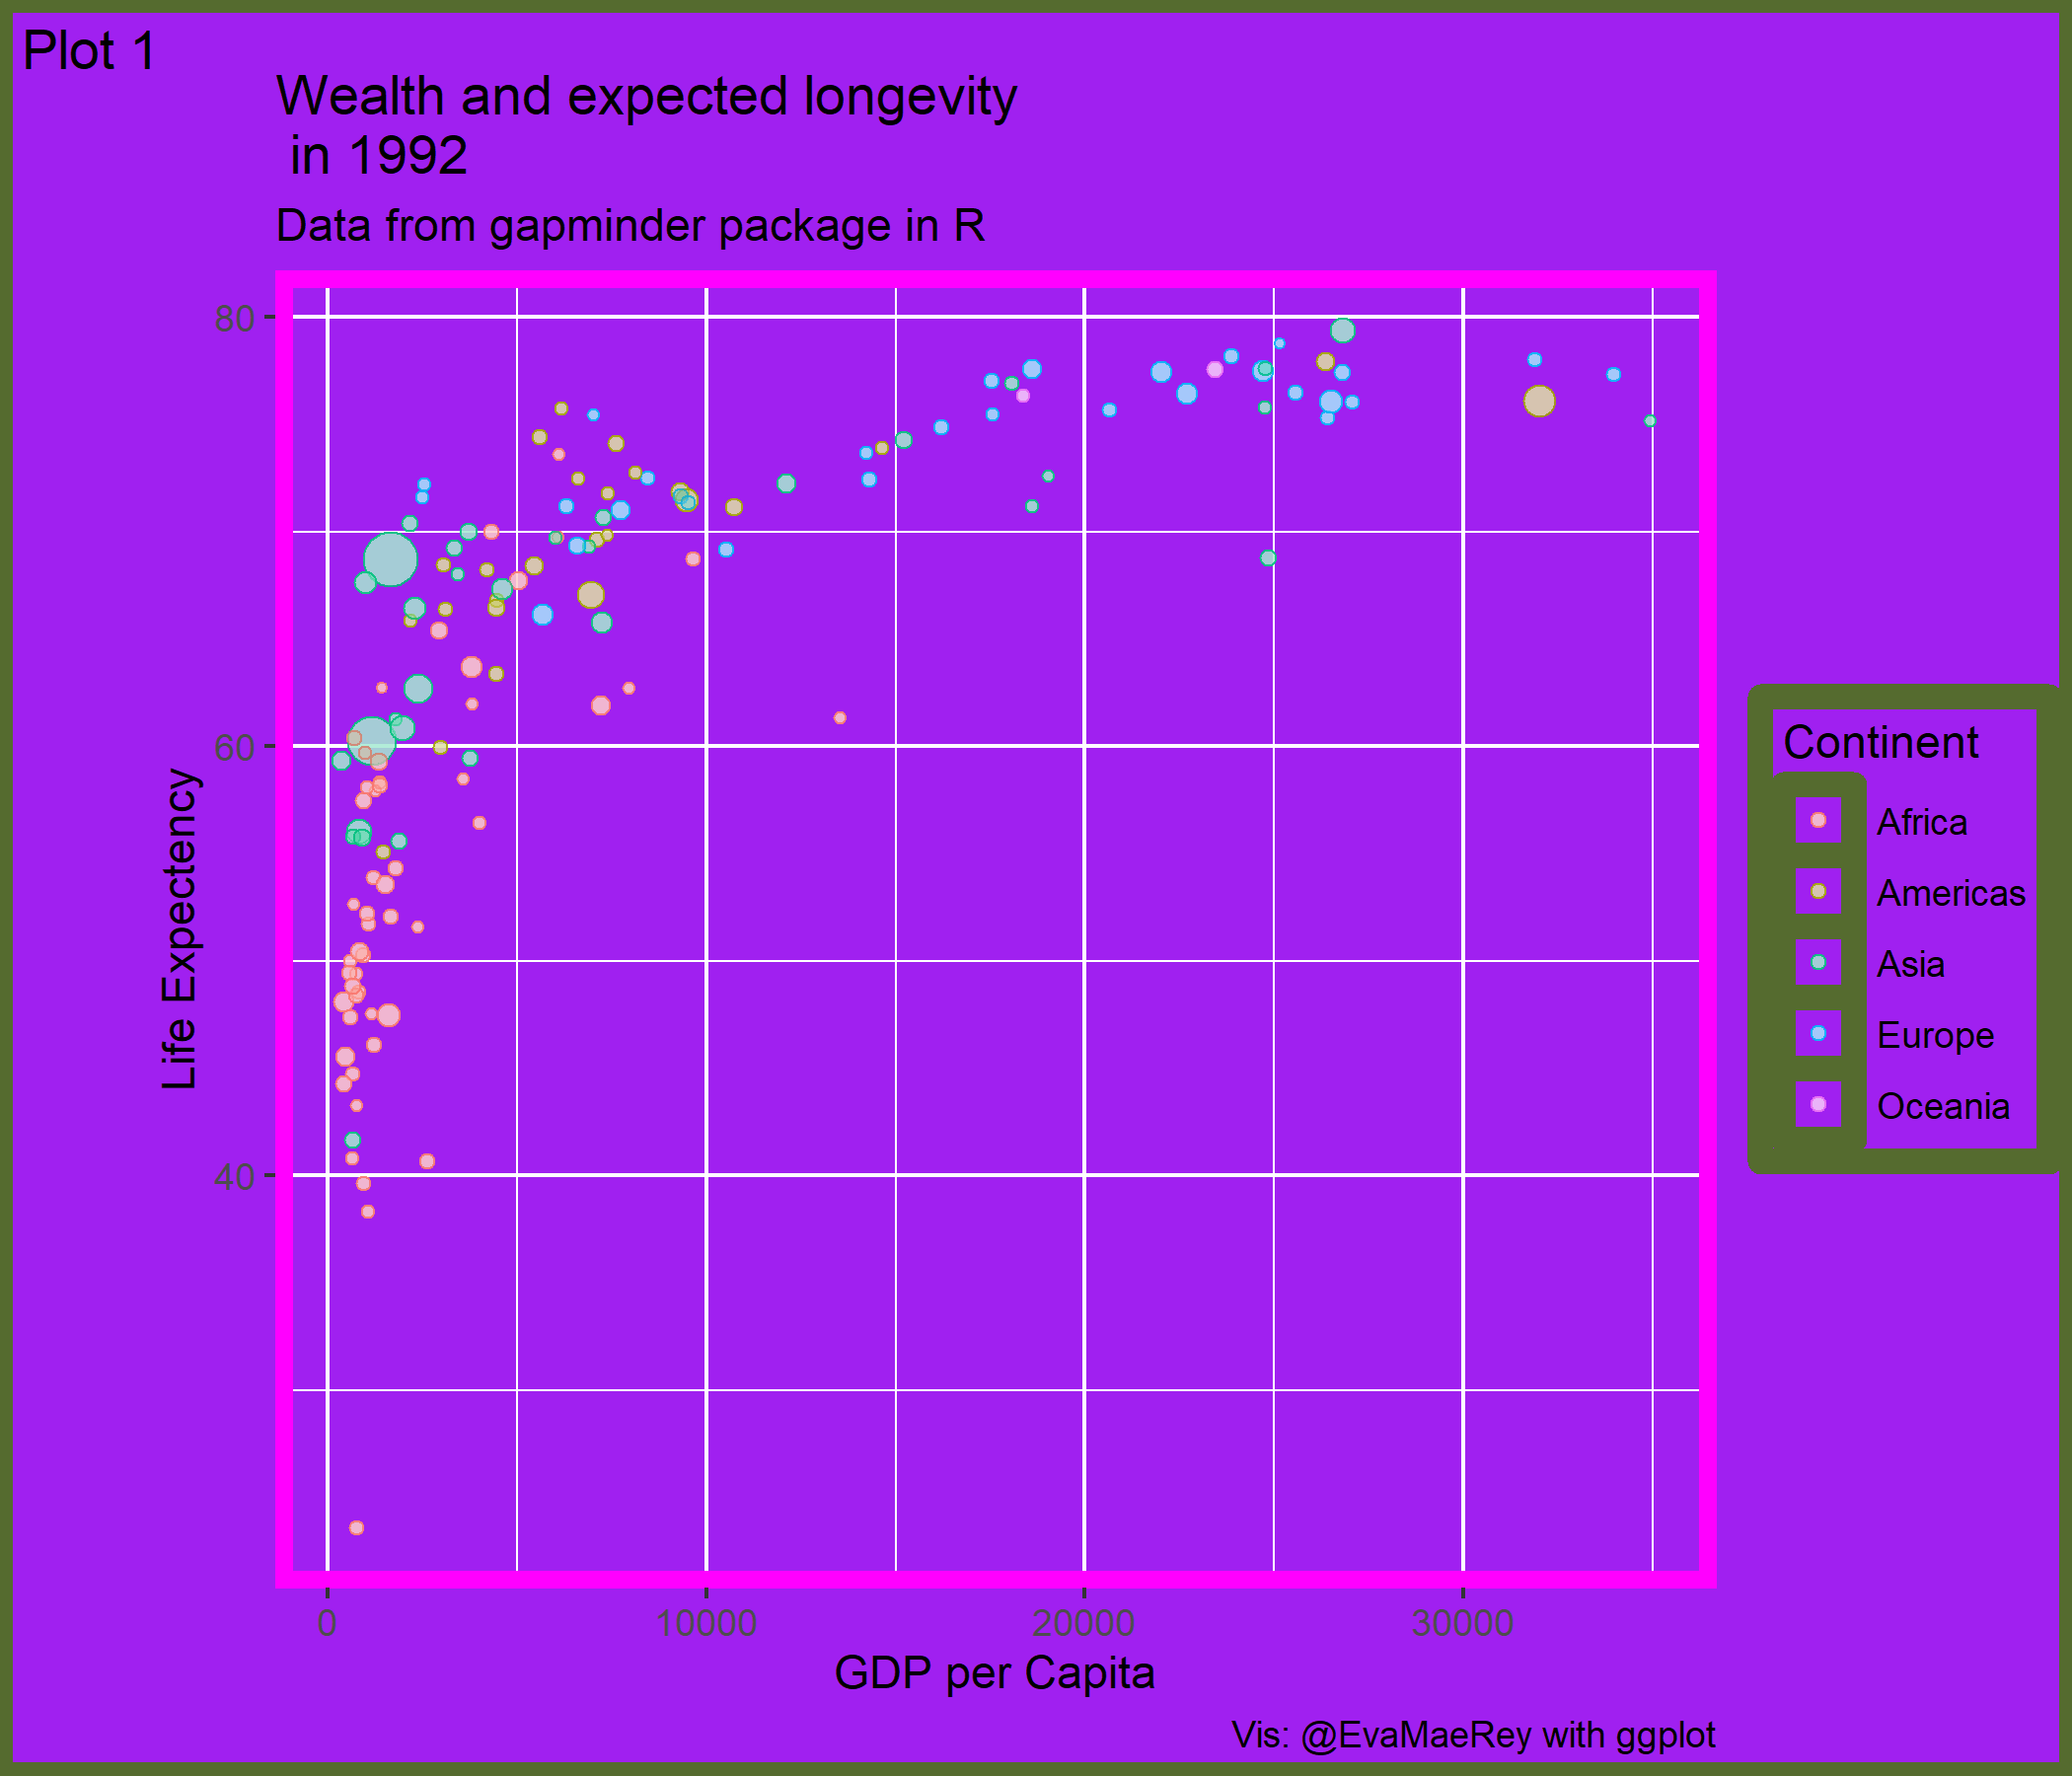 Plot 1
Wealth and expected longevity
in 1992
Data from gapminder package in R
80
60
40
Life Expectency
0 10000 20000 30000
GDP per Capita
Continent
Africa
Americas
Asia
Europe
Oceania
Vis: @EvaMaeRey with ggplot